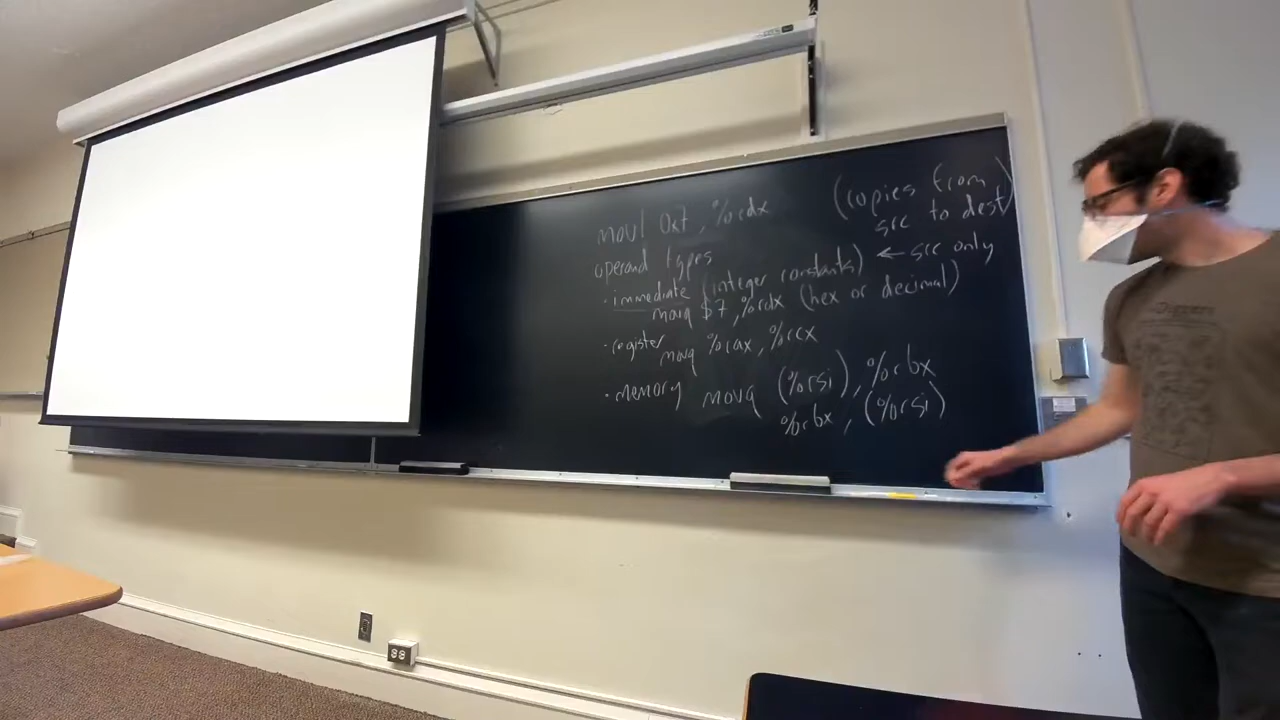 movl 0x7, %edx (copies from
src to dest)
operand types
· immediate (integer constants) ← src only
movq $7, %rdx (hex or decimal)
· register movq %rax, %rcx
· memory movq (%rsi), %rbx
%rbx, (%rsi)